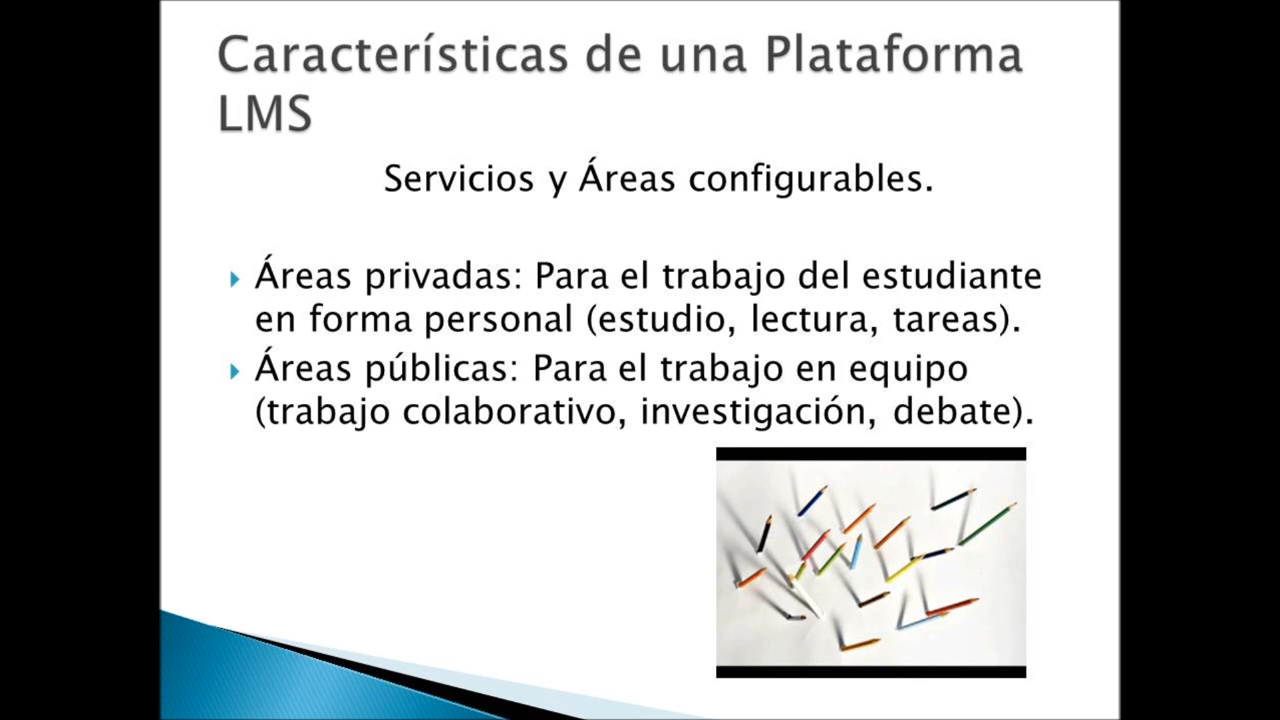 Características de una Plataforma
LMS
Servicios y Áreas configurables.
Áreas privadas: Para el trabajo del estudiante
en forma personal (estudio, lectura, tareas).
Áreas públicas: Para el trabajo en equipo
(trabajo colaborativo, investigación, debate).